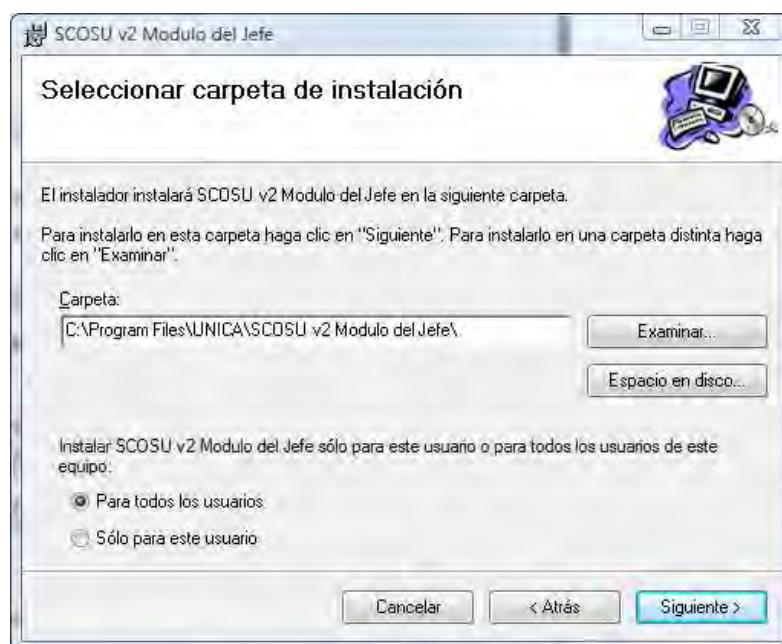 SCOSU v2 Modulo del Jefe
Seleccionar carpeta de instalación
El instalador instalará SCOSU v2 Modulo del Jefe en la siguiente carpeta.
Para instalarlo en esta carpeta haga clic en "Siguiente". Para instalarlo en una carpeta distinta haga
clic en "Examinar".
Carpeta:
C:\Program Files\UNICA\SCOSU v2 Modulo del Jefe\
Examinar...
Espacio en disco...
Instalar SCOSU v2 Modulo del Jefe sólo para este usuario o para todos los usuarios de este
equipo:
Para todos los usuarios
Sólo para este usuario
Cancelar
< Atrás
Siguiente >